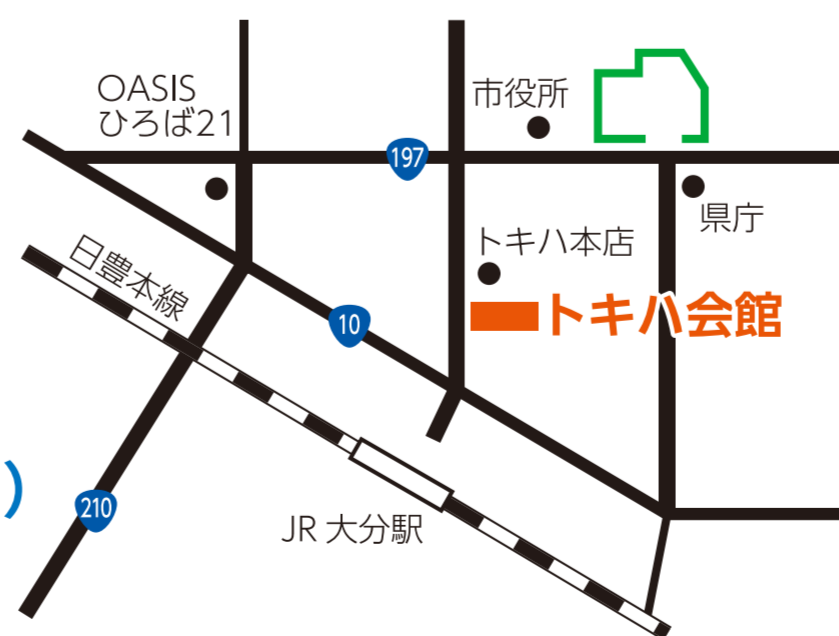 OASIS
ひろば21
市役所
197
県庁
トキハ本店
日豊本線
トキハ会館
10
)
210
JR 大分駅